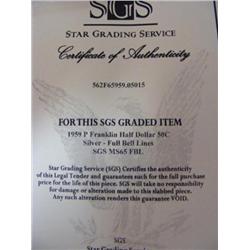 SGS
STAR GRADING SERVICE
Certificate of Authenticity
562F65959.05015
FOR THIS SGS GRADED ITEM
1959 P Franklin Half Dollar 50C
Silver - Full Bell Lines
SGS MS65 FBL
Star Grading Service (SGS) Certifies the authenticity
of this Legal Tender and guarantees such for the full purchase
price for the life of this piece. SGS will take no responsibility
for damage or alteration made to this slabbed piece.
Any such alteration renders this guarantee VOID.
SGS